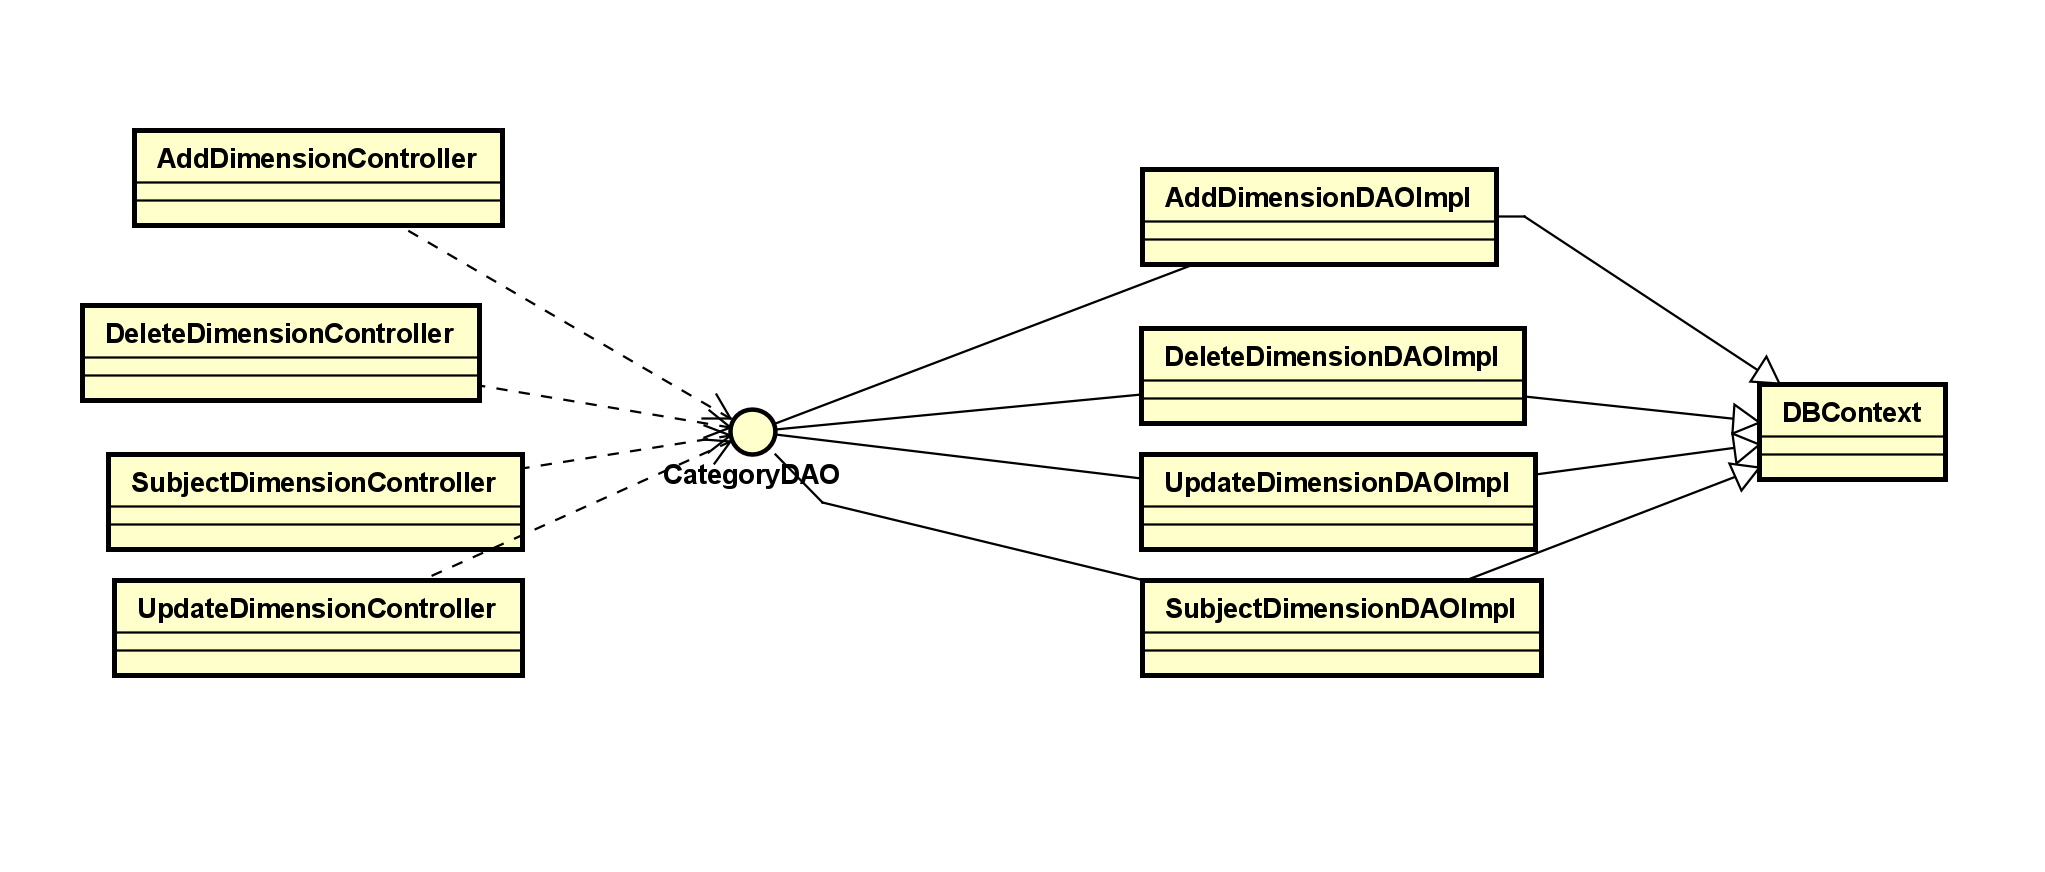 AddDimensionController
DeleteDimensionController
SubjectDimensionController
UpdateDimensionController
CategoryDAO
AddDimensionDAOImpl
DeleteDimensionDAOImpl
UpdateDimensionDAOImpl
SubjectDimensionDAOImpl
DBContext